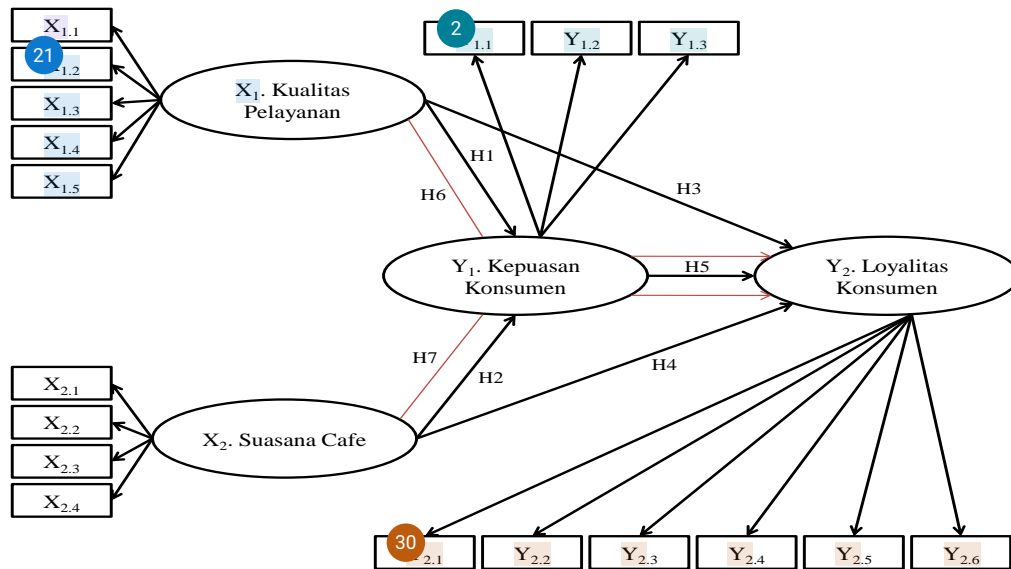 X1.1
21
1.2
X1.3
X1.4
X1.5
X1. Kualitas
Pelayanan
2
1.1
Y1.2
Y1.3
H1
H6
H3
Y1. Kepuasan
Konsumen
H5
Y2. Loyalitas
Konsumen
H7
H2
H4
X2.1
X2.2
X2.3
X2.4
X2. Suasana Cafe
30
2.1
Y2.2
Y2.3
Y2.4
Y2.5
Y2.6